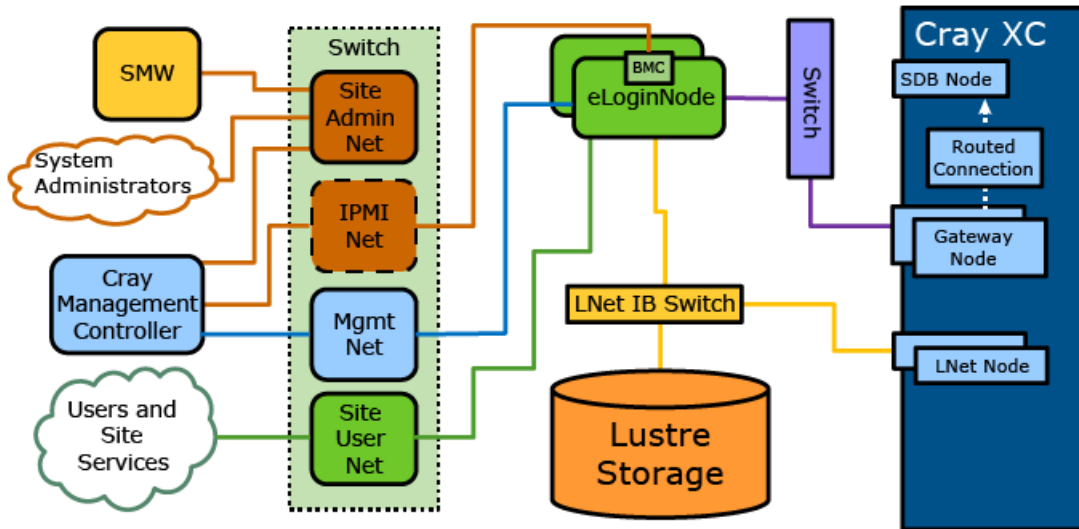 SMW
System
Administrators
Cray
Management
Controller
Users and
Site
Services
Switch
Site
Admin
Net
IPMI
Net
Mgmt
Net
Site
User
Net
BMC
eLoginNode
LNet IB Switch
Lustre
Storage
Switch
Cray XC
SDB Node
Routed
Connection
Gateway
Node
LNet Node